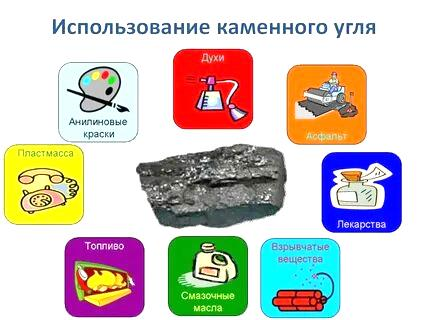 Использование каменного угля
Духи
Анилиновые
краски
Асфальт
Пластмасса
Лекарства
Топливо
Смазочные
масла
Взрывчатые
вещества